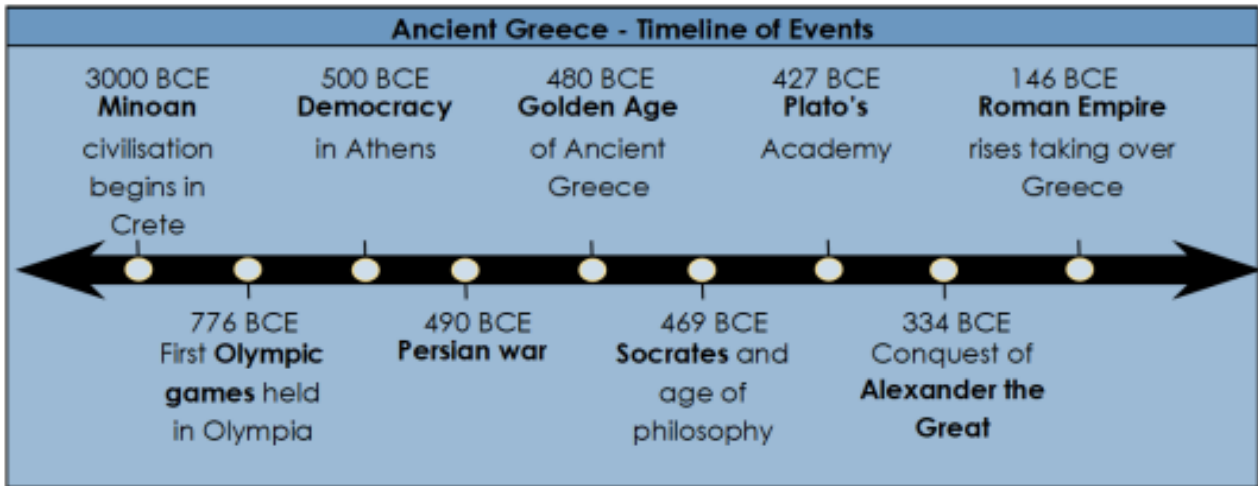 Ancient Greece - Timeline of Events
3000 BCE
Minoan
civilisation
begins in
Crete
500 BCE
Democracy
in Athens
480 BCE
Golden Age
of Ancient
Greece
427 BCE
Plato's
Academy
146 BCE
Roman Empire
rises taking over
Greece
776 BCE
First Olympic
games held
in Olympia
490 BCE
Persian war
469 BCE
Socrates and
age of
philosophy
334 BCE
Conquest of
Alexander the
Great